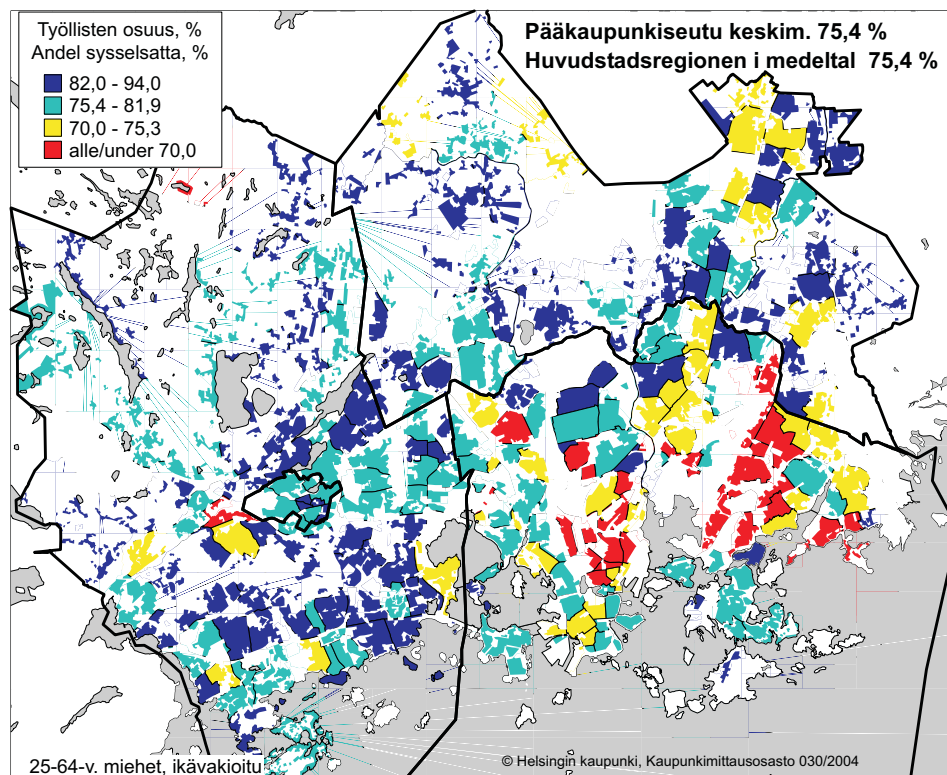 Työllisten osuus, %
Andel sysselsatta, %
82,0 - 94,0
75,4 - 81,9
70,0 - 75,3
alle/under 70,0
Pääkaupunkiseutu keskim. 75,4 %
Huvudstadsregionen i medeltal 75,4 %
25-64-v. miehet, ikävakioitu
© Helsingin kaupunki, Kaupunkimittausosasto 030/2004